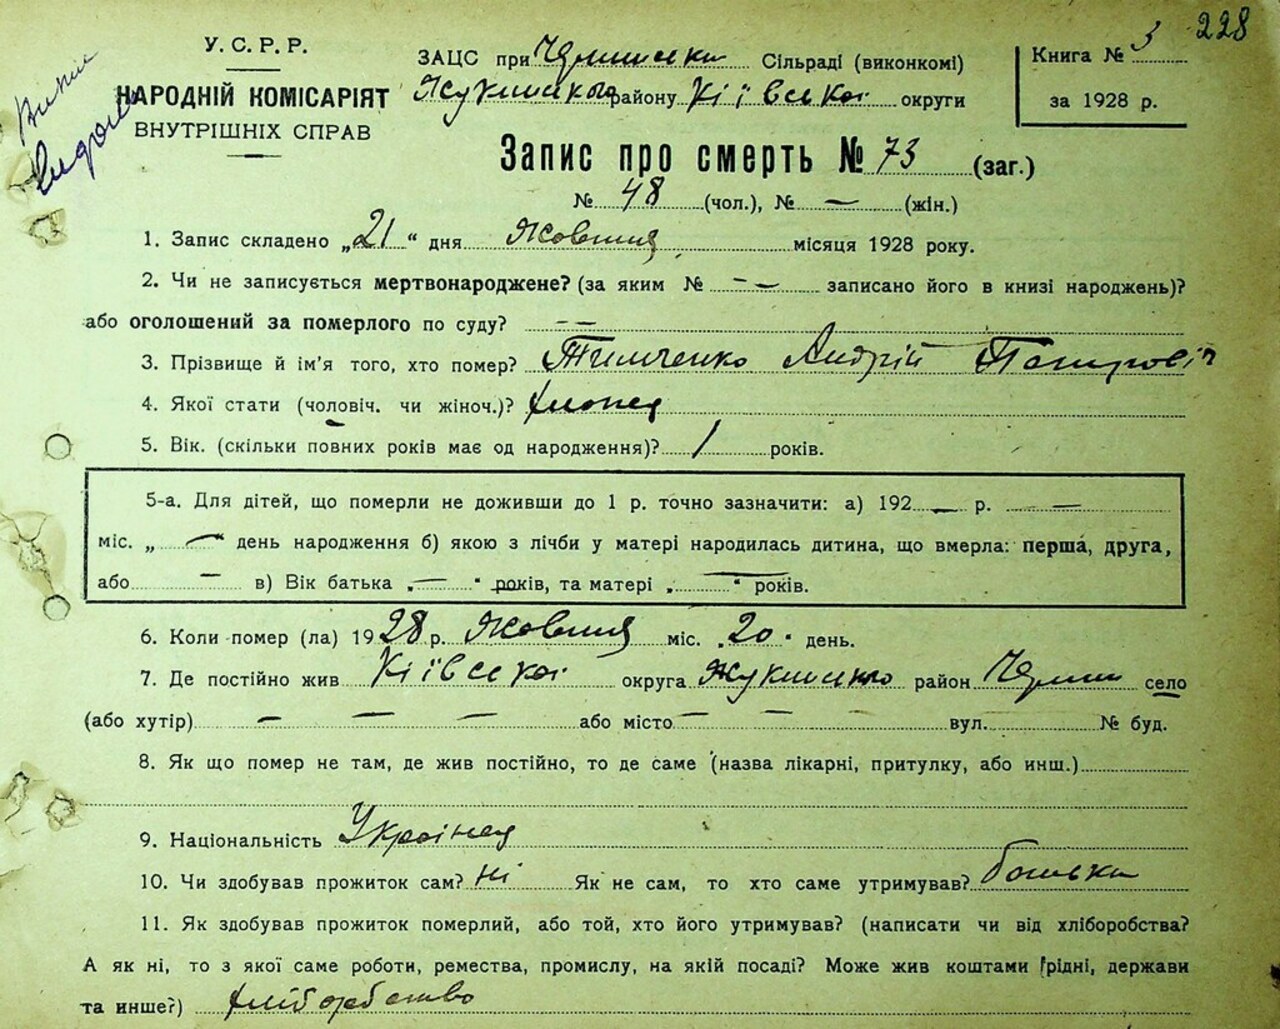 228
У. С. Р. Р.
НАРОДНІЙ КОМІСАРІЯТ
ВНУТРІШНІХ СПРАВ
ЗАЦС при Сільраді (виконкомі)
району Кіївської округи
Книга № 3
за 1928 р.
Запис про смерть № 73 (заг.)
№ 48 (чол.), № — (жін.)
1. Запис складено „21“ дня Жовтня місяця 1928 року.
2. Чи не записується мертвонароджене? (за яким № — — записано його в книзі народжень)?
або оголошений за померлого по суду? — —
3. Прізвище й ім'я того, хто помер? Тимченко Андрій
4. Якої стати (чоловіч. чи жіноч.)? хлопец
5. Вік. (скільки повних років має од народження)? 1 років.
5-а. Для дітей, що померли не доживши до 1 р. точно зазначити: а) 192 — р. —
міс. „ — день народження б) якою з лічби у матері народилась дитина, що вмерла: перша, друга,
або — в) Вік батька „ — “ років, та матері „ — “ років.
6. Коли помер (ла) 1928 р. Жовтня міс. „20“ день.
7. Де постійно жив Кіївської округа район село
(або хутір) — — — або місто — — — вул. № буд.
8. Як що помер не там, де жив постійно, то де саме (назва лікарні, притулку, або инш.)
9. Національність Українец
10. Чи здобував прожиток сам? ні Як не сам, то хто саме утримував? батьки
11. Як здобував прожиток померлий, або той, хто його утримував? (написати чи від хліборобства?
А як ні, то з якої саме роботи, ремества, промислу, на якій посаді? Може жив коштами рідні, держави
та инше?) хліборобство